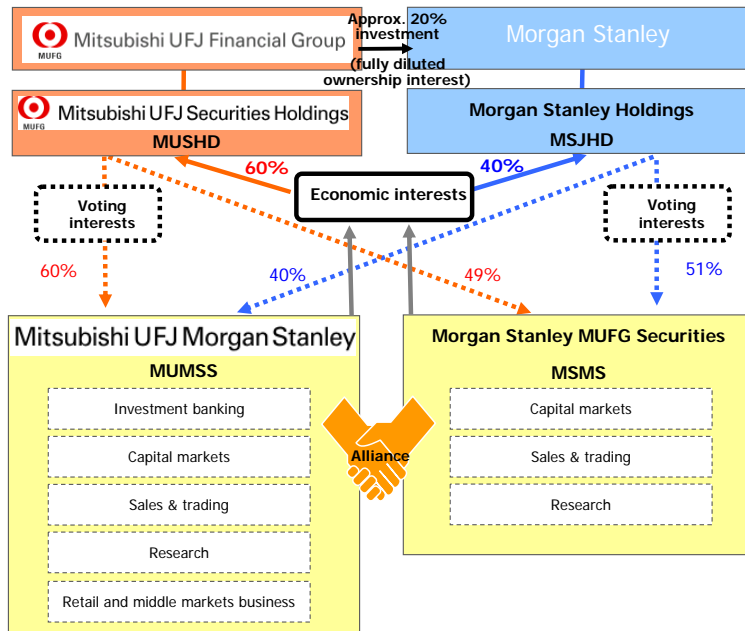 MUFG
Mitsubishi UFJ Financial Group
Approx. 20%
investment
(fully diluted
ownership interest)
Morgan Stanley
MUFG
Mitsubishi UFJ Securities Holdings
MUSHD
Morgan Stanley Holdings
MSJHD
60%
40%
Economic interests
Voting
interests
Voting
interests
60%
40%
49%
51%
Mitsubishi UFJ Morgan Stanley
MUMSS
Investment banking
Capital markets
Sales & trading
Research
Retail and middle markets business
Alliance
Morgan Stanley MUFG Securities
MSMS
Capital markets
Sales & trading
Research